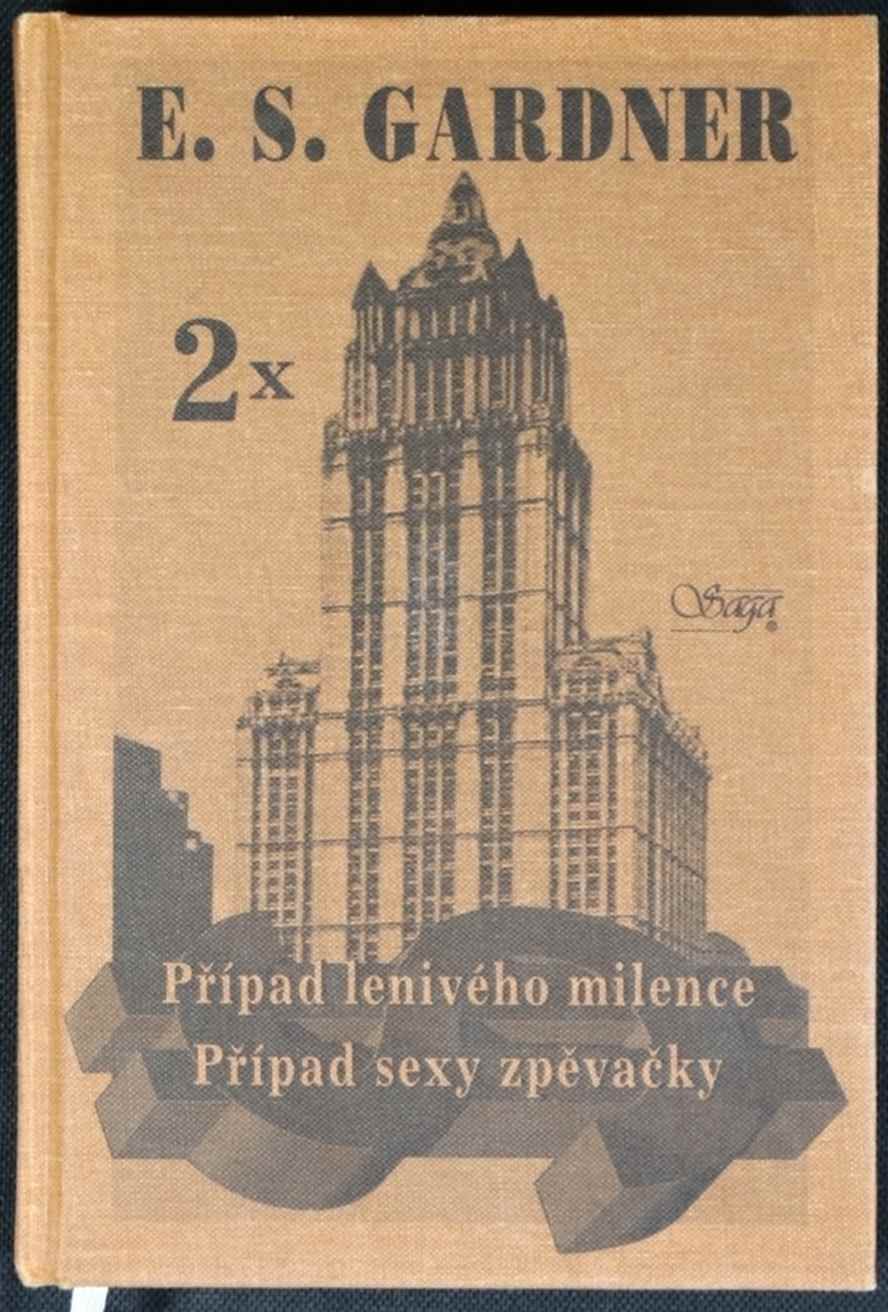 E. S. GARDNER
2x
Saga
Případ lenivého milence
Případ sexy zpěvačky